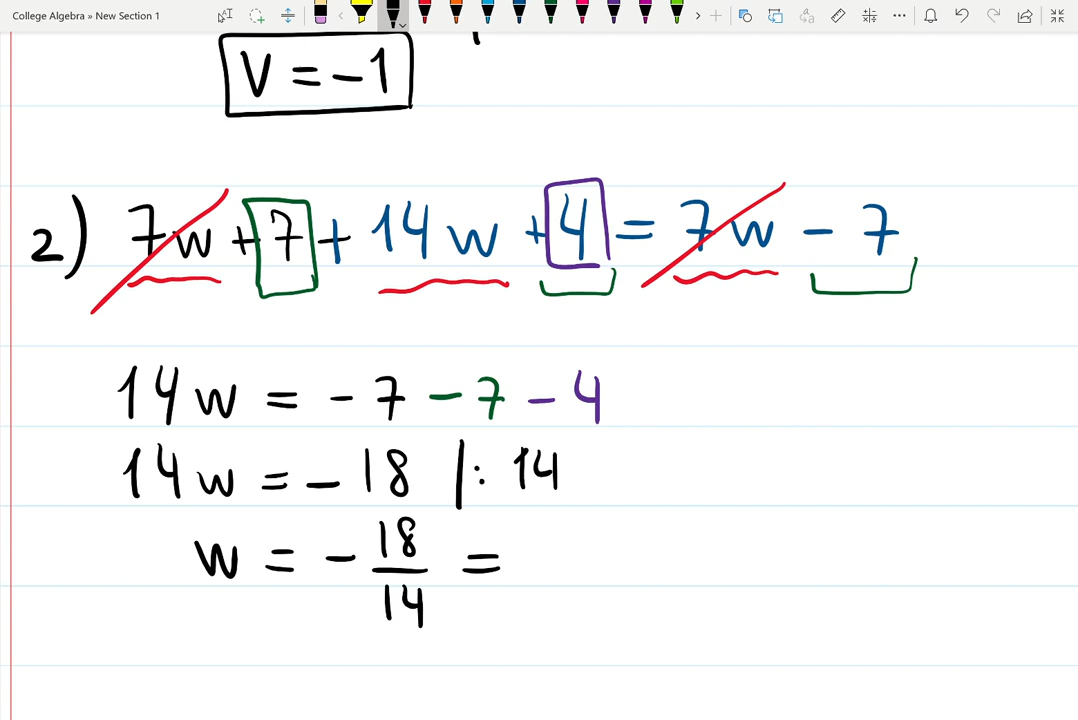 College Algebra » New Section 1
V = -1
2) 7w + 7 + 14w + 4 = 7w - 7
14w = -7 - 7 - 4
14w = -18 |: 14
w = - 18/14 =